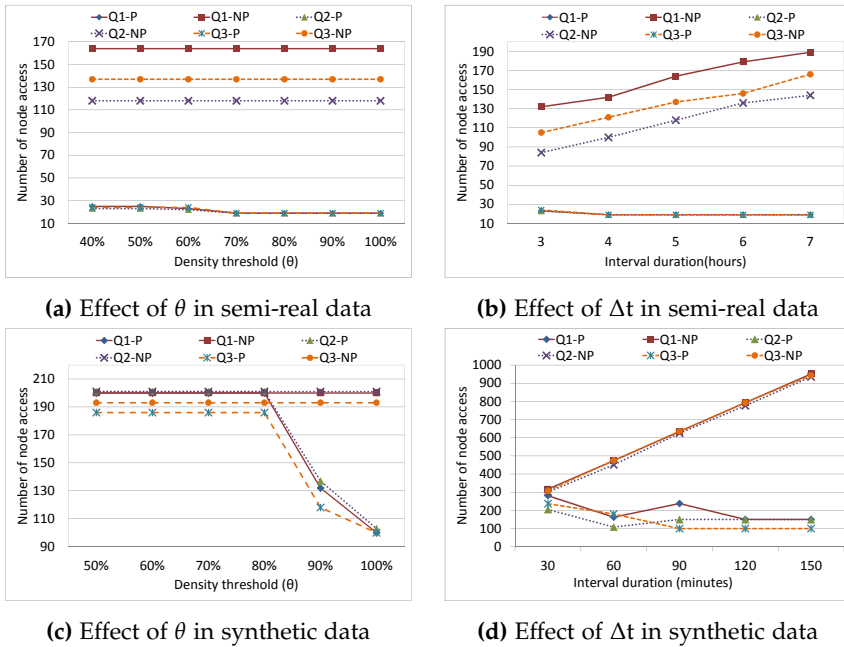 Q1-P Q1-NP Q2-P
Q2-NP Q3-P Q3-NP
170
150
130
110
90
70
50
30
10
Number of node access
40% 50% 60% 70% 80% 90% 100%
Density threshold (θ)
(a) Effect of θ in semi-real data
Q1-P Q1-NP Q2-P
Q2-NP Q3-P Q3-NP
190
170
150
130
110
90
70
50
30
10
Number of node access
3 4 5 6 7
Interval duration(hours)
(b) Effect of Δt in semi-real data
Q1-P Q1-NP Q2-P
Q2-NP Q3-P Q3-NP
210
190
170
150
130
110
90
Number of node access
50% 60% 70% 80% 90% 100%
Density threshold (θ)
(c) Effect of θ in synthetic data
Q1-P Q1-NP Q2-P
Q2-NP Q3-P Q3-NP
1000
900
800
700
600
500
400
300
200
100
0
Number of node access
30 60 90 120 150
Interval duration (minutes)
(d) Effect of Δt in synthetic data